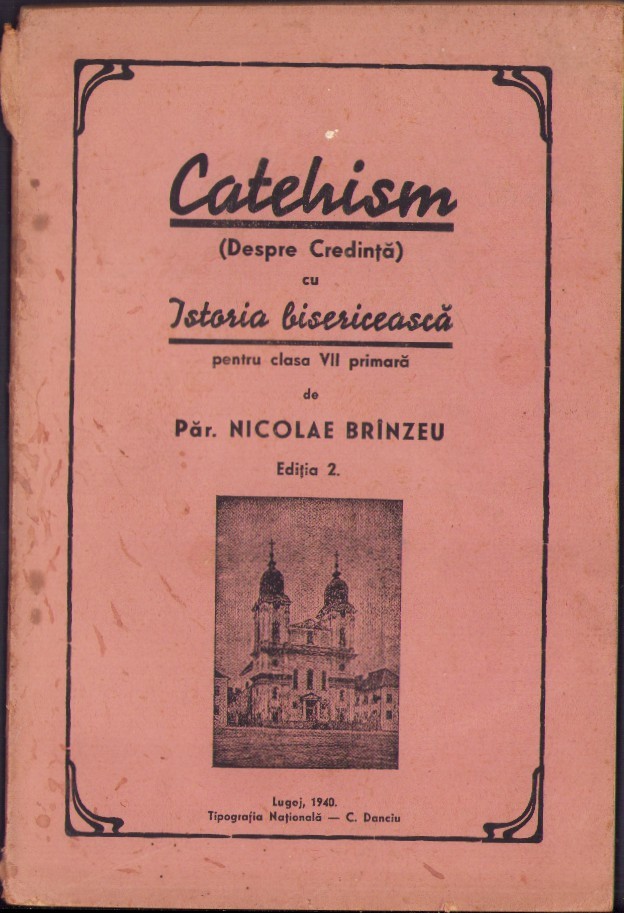 Catehism
(Despre Credință)
cu
Istoria bisericească
pentru clasa VII primară
de
Păr. NICOLAE BRÎNZEU
Ediția 2.
Lugoj, 1940.
Tipografia Națională — C. Danciu